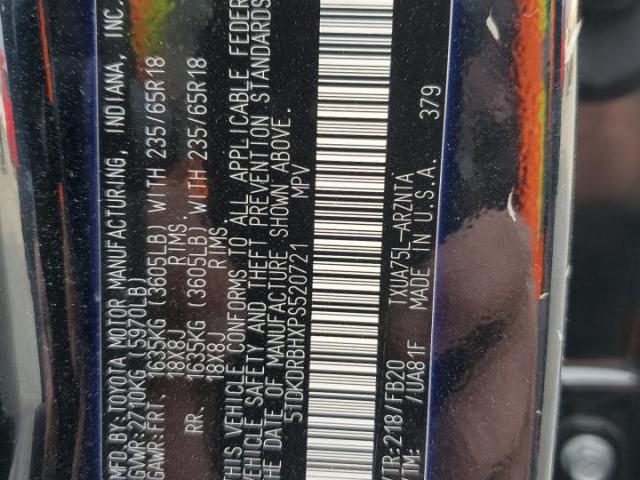 MFD.BY:TOYOTA MOTOR MANUFACTURING, INDIANA, INC.
GVWR:2710KG(5970LB)
GAWR:FRT. 1635KG (3605LB) WITH 235/65R18
18X8J RIMS
RR. 1635KG (3605LB) WITH 235/65R18
18X8J RIMS
THIS VEHICLE CONFORMS TO ALL APPLICABLE FEDER
VEHICLE SAFETY AND THEFT PREVENTION STANDARDS
THE DATE OF MANUFACTURE SHOWN ABOVE.
5TDKDRBHXPS520721 MPV
/TR:218/FB20 TXUA75L-ARZNTA
TM: /UA81F MADE IN U.S.A. 379